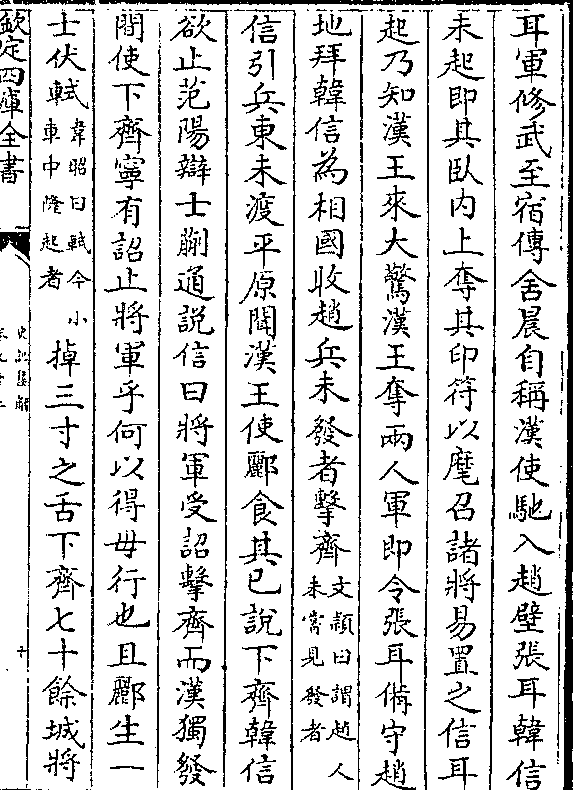 耳軍修武至宿傳舍晨自稱漢使馳入趙壁張耳韓信
未起即其臥内上奪其印符以麾召諸將易置之信耳
起乃知漢王來大驚漢王奪兩人軍即令張耳備守趙
地拜韓信為相國收趙兵未發者擊齊文頴曰謂趙人未嘗見發者
信引兵東未渡平原聞漢王使酈食其已說下齊韓信
欲止范陽辯士蒯通說信曰將軍受詔擊齊而漢獨發
間使下齊寧有詔止將軍乎何以得毋行也且酈生一
士伏軾韋昭曰軾今小車中隆起者掉三寸之舌下齊七十餘城將
欽定四庫全書